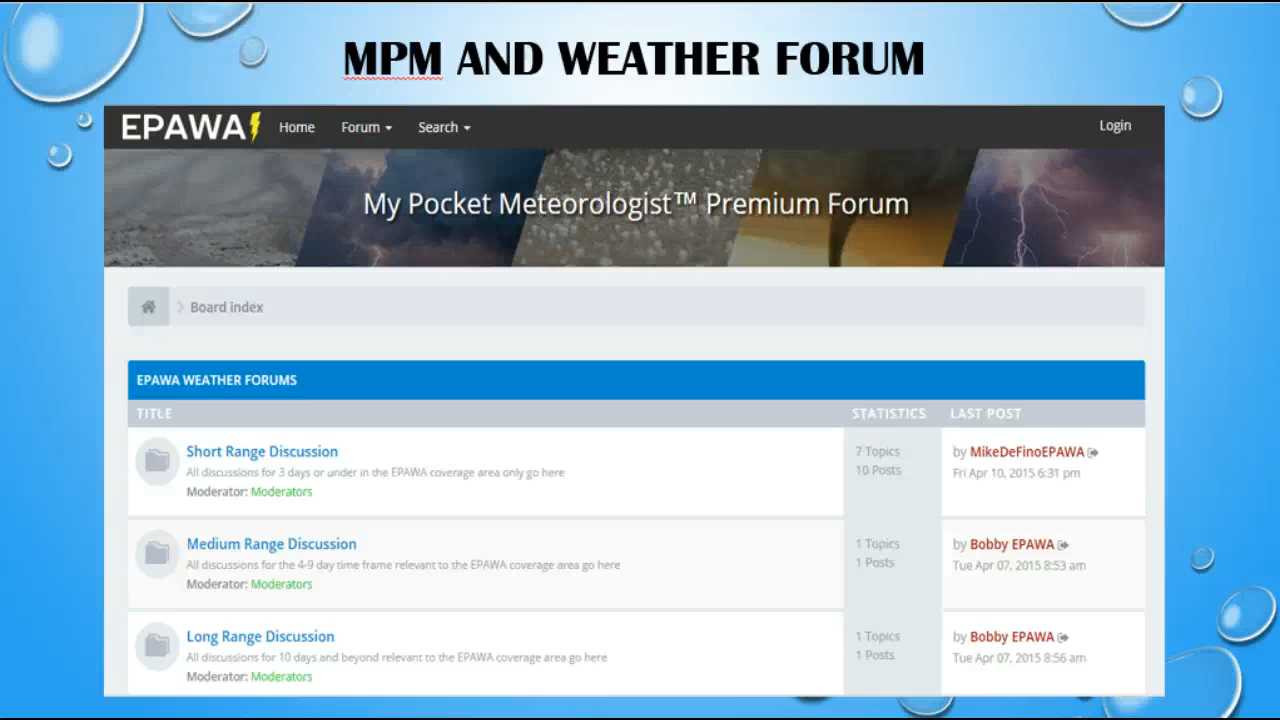 MPM AND WEATHER FORUM
EPAWA Home Forum Search Login
My Pocket Meteorologist™ Premium Forum
Board index
EPAWA WEATHER FORUMS
TITLE STATISTICS LAST POST
Short Range Discussion 7 Topics by MikeDeFinoEPAWA
All discussions for 3 days or under in the EPAWA coverage area only go here 10 Posts Fri Apr 10, 2015 6:31 pm
Moderator: Moderators
Medium Range Discussion 1 Topics by Bobby EPAWA
All discussions for the 4-9 day time frame relevant to the EPAWA coverage area go here 1 Posts Tue Apr 07, 2015 8:53 am
Moderator: Moderators
Long Range Discussion 1 Topics by Bobby EPAWA
All discussions for 10 days and beyond relevant to the EPAWA coverage area go here 1 Posts Tue Apr 07, 2015 8:56 am
Moderator: Moderators